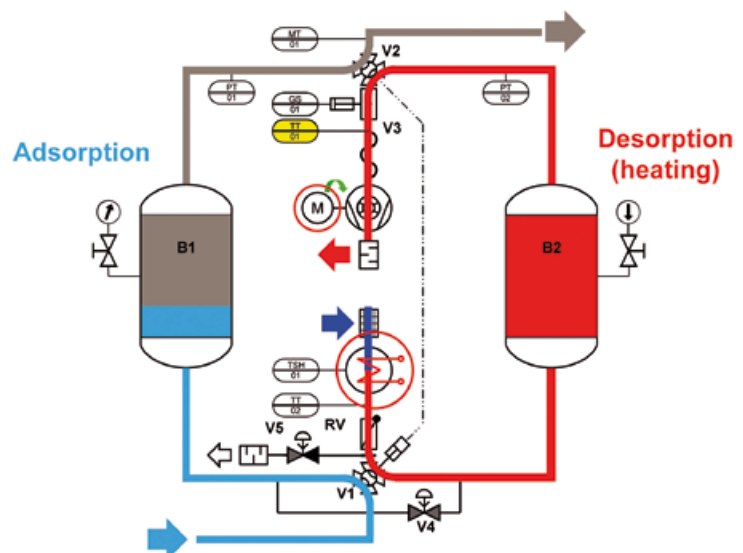 MT
01
V2
PT
01
PT
02
GS
01
V3
TT
01
Adsorption
Desorption
(heating)
M
B1
B2
TSH
01
TT
02
V5
RV
V1
V4